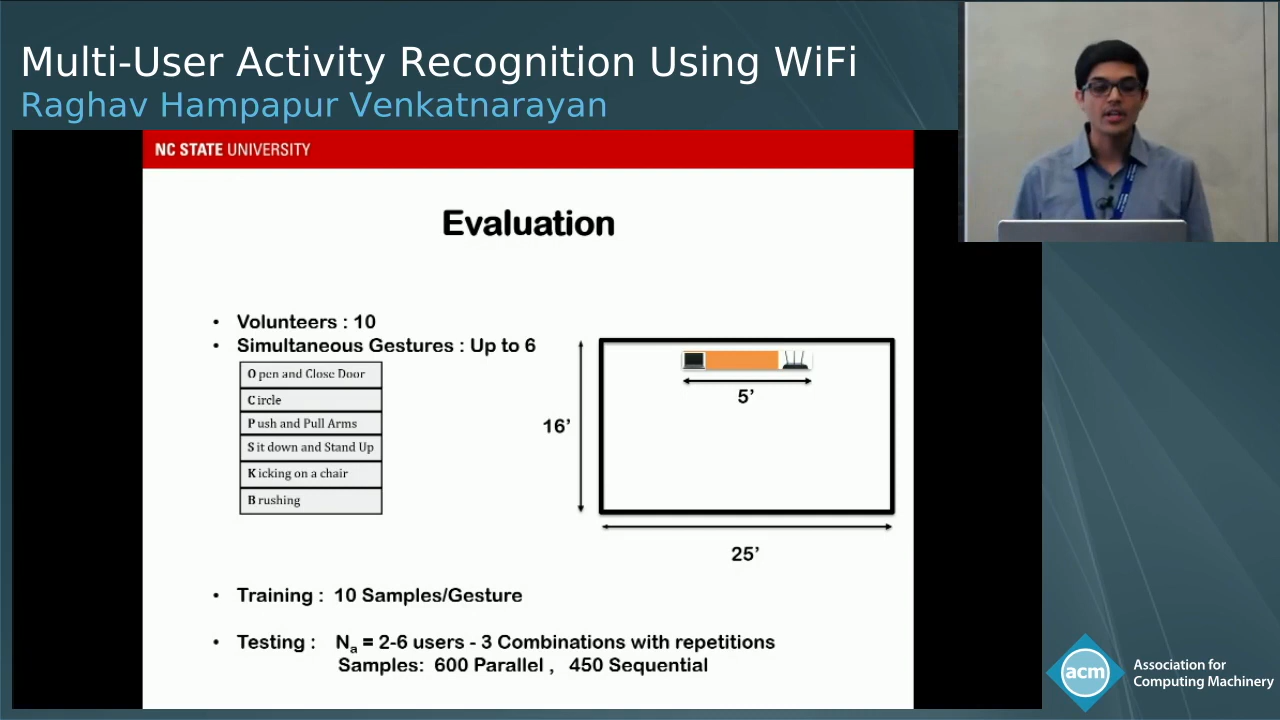 Multi-User Activity Recognition Using WiFi
Raghav Hampapur Venkatnarayan
NC STATE UNIVERSITY
Evaluation
• Volunteers : 10
• Simultaneous Gestures : Up to 6
Open and Close Door
Circle
Push and Pull Arms
Sit down and Stand Up
Kicking on a chair
Brushing
5’
16’
25’
• Training : 10 Samples/Gesture
• Testing : Na = 2-6 users - 3 Combinations with repetitions
Samples: 600 Parallel , 450 Sequential
acm
Association for
Computing Machinery